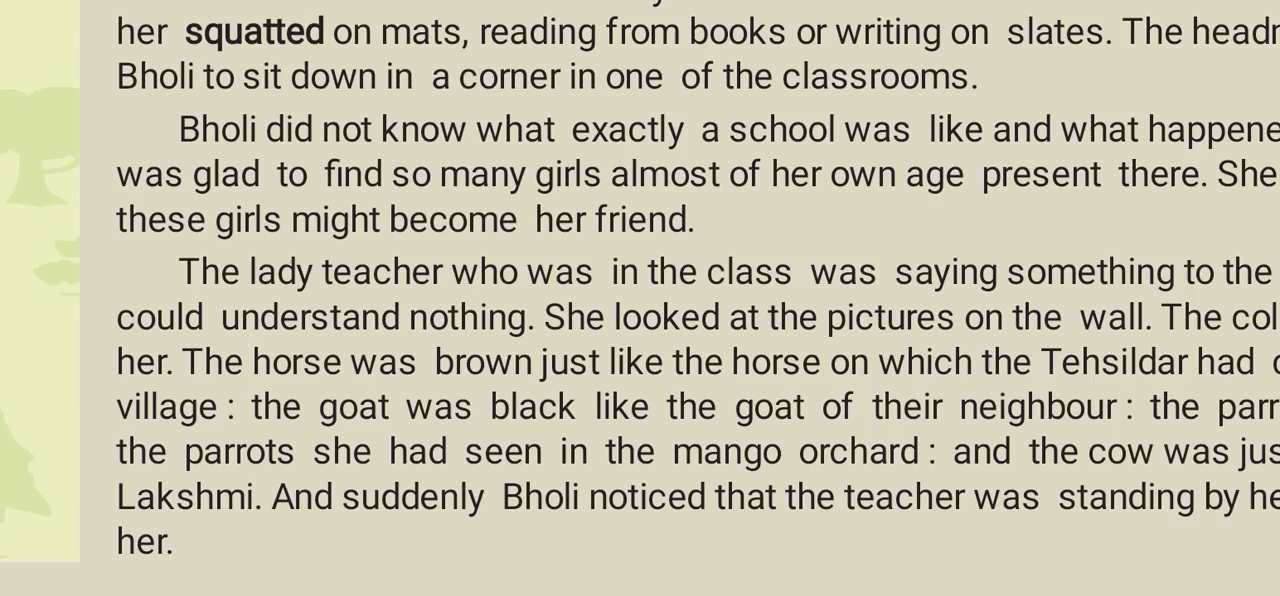 her squatted on mats, reading from books or writing on slates. The
Bholi to sit down in a corner in one of the classrooms.
Bholi did not know what exactly a school was like and what
was glad to find so many girls almost of her own age present there. She
these girls might become her friend.
The lady teacher who was in the class was saying something to the
could understand nothing. She looked at the pictures on the wall. The
her. The horse was brown just like the horse on which the Tehsildar had
village : the goat was black like the goat of their neighbour : the
the parrots she had seen in the mango orchard : and the cow was
Lakshmi. And suddenly Bholi noticed that the teacher was standing by
her.